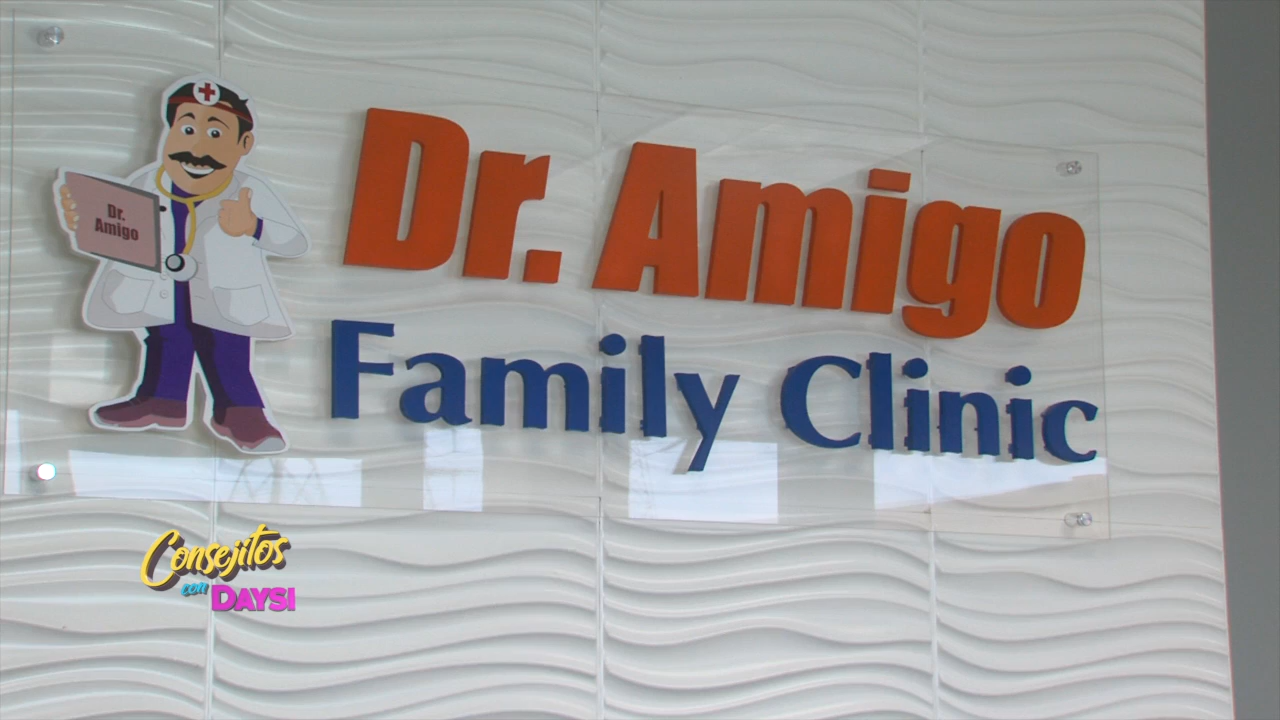 Dr. Amigo
Family Clinic
Dr.
Amigo
Consejitos
con DAYSI